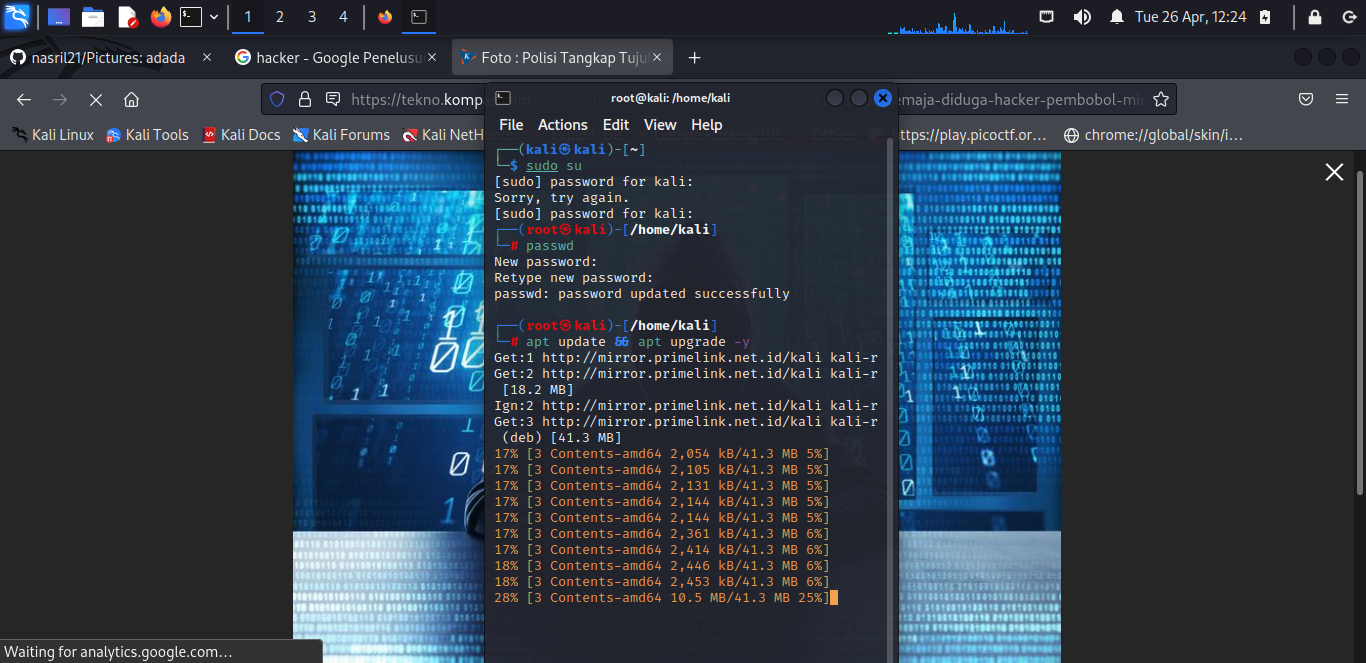 1 2 3 4
Tue 26 Apr, 12:24
nasril21/Pictures: adada
hacker - Google Penelusu
Foto : Polisi Tangkap Tuju
https://tekno.komp
emaja-diduga-hacker-pembobol-mi
Kali Linux
Kali Tools
Kali Docs
Kali Forums
Kali NetH
https://play.picoctf.or…
chrome://global/skin/i…
root@kali: /home/kali
File Actions Edit View Help
┌──(kali㉿kali)-[~]
└─$ sudo su
[sudo] password for kali:
Sorry, try again.
[sudo] password for kali:
┌──(root㉿kali)-[/home/kali]
└─# passwd
New password:
Retype new password:
passwd: password updated successfully
┌──(root㉿kali)-[/home/kali]
└─# apt update && apt upgrade -y
Get:1 http://mirror.primelink.net.id/kali kali-r
Get:2 http://mirror.primelink.net.id/kali kali-r
[18.2 MB]
Ign:2 http://mirror.primelink.net.id/kali kali-r
Get:3 http://mirror.primelink.net.id/kali kali-r
(deb) [41.3 MB]
17% [3 Contents-amd64 2,054 kB/41.3 MB 5%]
17% [3 Contents-amd64 2,105 kB/41.3 MB 5%]
17% [3 Contents-amd64 2,131 kB/41.3 MB 5%]
17% [3 Contents-amd64 2,144 kB/41.3 MB 5%]
17% [3 Contents-amd64 2,144 kB/41.3 MB 5%]
17% [3 Contents-amd64 2,361 kB/41.3 MB 6%]
17% [3 Contents-amd64 2,414 kB/41.3 MB 6%]
18% [3 Contents-amd64 2,446 kB/41.3 MB 6%]
18% [3 Contents-amd64 2,453 kB/41.3 MB 6%]
28% [3 Contents-amd64 10.5 MB/41.3 MB 25%]
Waiting for analytics.google.com…